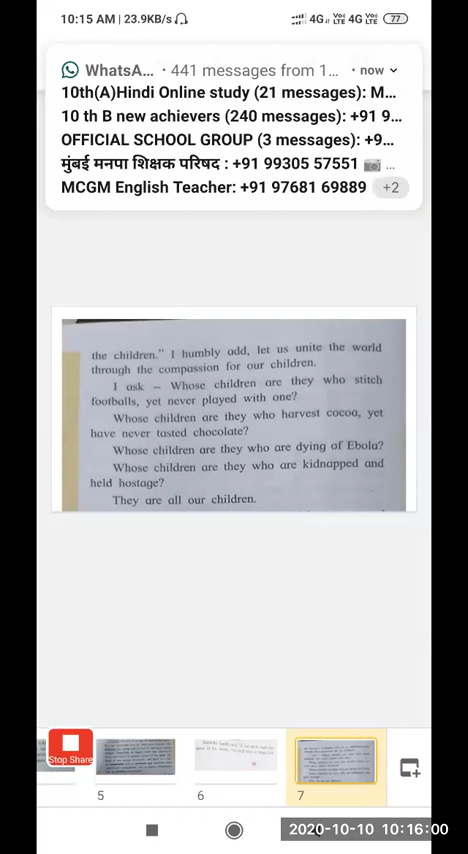 10:15 AM | 23.9KB/s 4G Vo) LTE 4G Vo) LTE 77
WhatsA... · 441 messages from 1... · now
10th(A)Hindi Online study (21 messages): M...
10 th B new achievers (240 messages): +91 9...
OFFICIAL SCHOOL GROUP (3 messages): +9...
मुंबई मनपा शिक्षक परिषद : +91 99305 57551 📷 ...
MCGM English Teacher: +91 97681 69889 +2
the children." I humbly add, let us unite the world
through the compassion for our children.
I ask – Whose children are they who stitch
footballs, yet never played with one?
Whose children are they who harvest cocoa, yet
have never tasted chocolate?
Whose children are they who are dying of Ebola?
Whose children are they who are kidnapped and
held hostage?
They are all our children.
Stop Share
5 6 7
2020-10-10 10:16:00